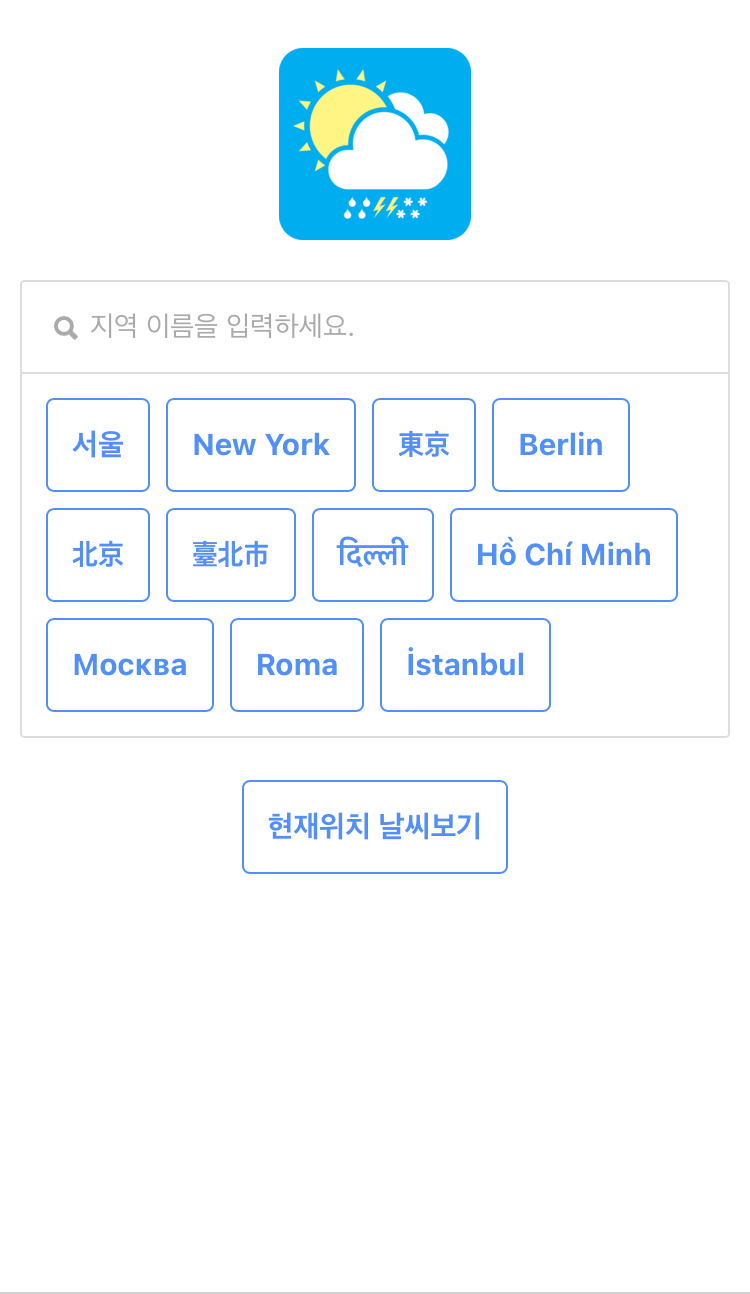 지역 이름을 입력하세요.
서울 New York 東京 Berlin
北京 臺北市 दिल्ली Hồ Chí Minh
Москва Roma İstanbul
현재위치 날씨보기